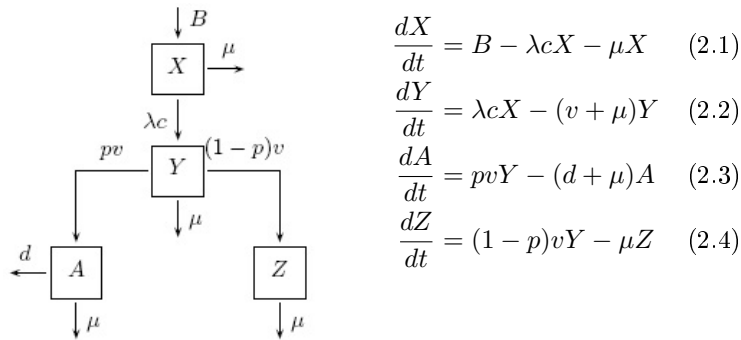 B
X
μ
λc
pv
(1 − p)v
Y
μ
d
A
Z
μ
μ
dX/dt = B − λcX − μX (2.1)
dY/dt = λcX − (v + μ)Y (2.2)
dA/dt = pvY − (d + μ)A (2.3)
dZ/dt = (1 − p)vY − μZ (2.4)